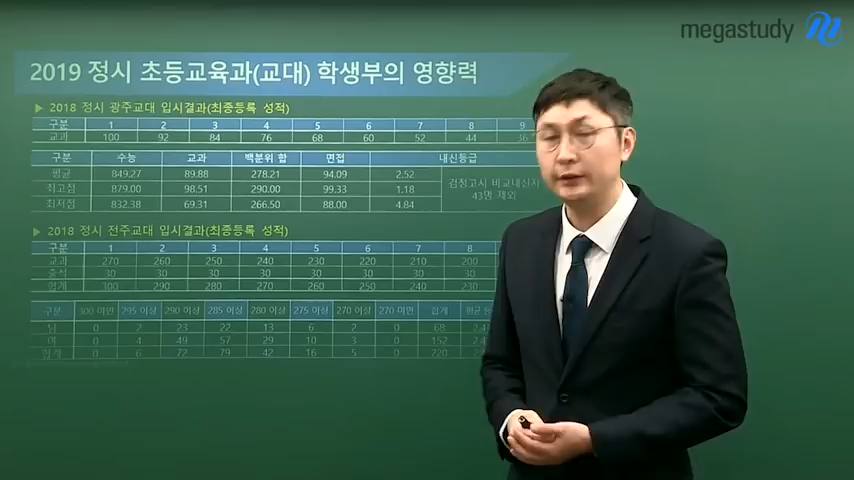 megastudy
2019 정시 초등교육과(교대) 학생부의 영향력
▶ 2018 정시 광주교대 입시결과(최종등록 성적)
구분 1 2 3 4 5 6 7 8 9
교과 100 92 84 76 68 60 52 44 36
구분 수능 교과 백분위 합 면접 내신등급
평균 849.27 89.88 278.21 94.09 2.52
최고점 879.00 98.51 290.00 99.33 1.18
최저점 832.38 69.31 266.50 88.00 4.84
검정고시 비교내신자
43명 제외
▶ 2018 정시 전주교대 입시결과(최종등록 성적)
구분 1 2 3 4 5 6 7 8
교과 270 260 250 240 230 220 210 200
출석 30 30 30 30 30 30 30 30
합계 300 290 280 270 260 250 240 230
구분 300 미만 295 이상 290 이상 285 이상 280 이상 275 이상 270 이상 270 미만 합계 평균
남 0 2 23 22 13 6 2 0 68
여 0 4 49 57 29 10 3 0 152
합계 0 6 72 79 42 16 5 0 220